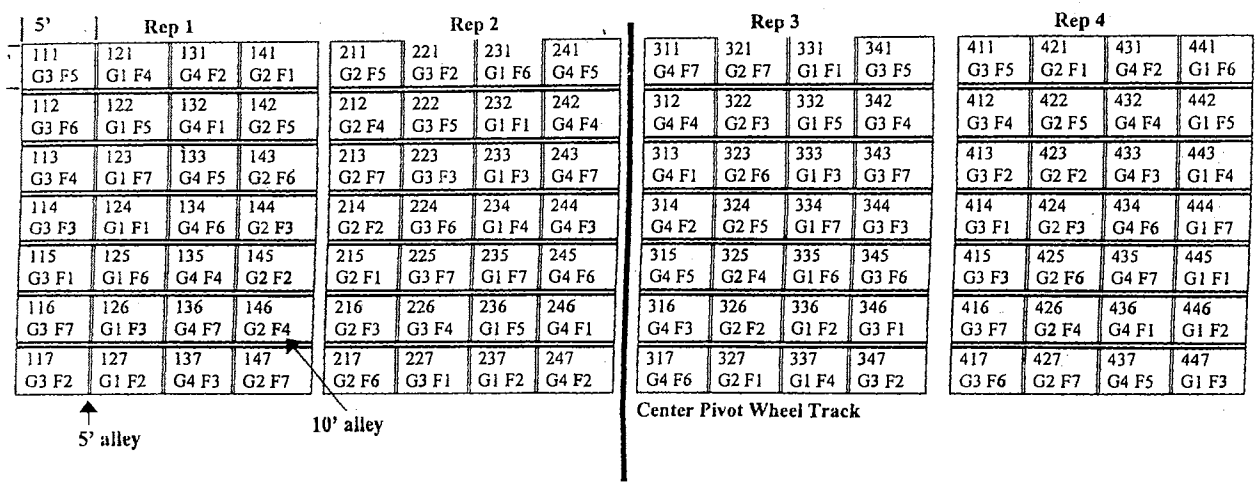 5' Rep 1 Rep 2 Rep 3 Rep 4
111 121 131 141 211 221 231 241 311 321 331 341 411 421 431 441
G3 F5 G1 F4 G4 F2 G2 F1 G2 F5 G3 F2 G1 F6 G4 F5 G4 F7 G2 F7 G1 F1 G3 F5 G3 F5 G2 F1 G4 F2 G1 F6
112 122 132 142 212 222 232 242 312 322 332 342 412 422 432 442
G3 F6 G1 F5 G4 F1 G2 F5 G2 F4 G3 F5 G1 F1 G4 F4 G4 F4 G2 F3 G1 F5 G3 F4 G3 F4 G2 F5 G4 F4 G1 F5
113 123 133 143 213 223 233 243 313 323 333 343 413 423 433 443
G3 F4 G1 F7 G4 F5 G2 F6 G2 F7 G3 F3 G1 F3 G4 F7 G4 F1 G2 F6 G1 F3 G3 F7 G3 F2 G2 F2 G4 F3 G1 F4
114 124 134 144 214 224 234 244 314 324 334 344 414 424 434 444
G3 F3 G1 F1 G4 F6 G2 F3 G2 F2 G3 F6 G1 F4 G4 F3 G4 F2 G2 F5 G1 F7 G3 F3 G3 F1 G2 F3 G4 F6 G1 F7
115 125 135 145 215 225 235 245 315 325 335 345 415 425 435 445
G3 F1 G1 F6 G4 F4 G2 F2 G2 F1 G3 F7 G1 F7 G4 F6 G4 F5 G2 F4 G1 F6 G3 F6 G3 F3 G2 F6 G4 F7 G1 F1
116 126 136 146 216 226 236 246 316 326 336 346 416 426 436 446
G3 F7 G1 F3 G4 F7 G2 F4 G2 F3 G3 F4 G1 F5 G4 F1 G4 F3 G2 F2 G1 F2 G3 F1 G3 F7 G2 F4 G4 F1 G1 F2
117 127 137 147 217 227 237 247 317 327 337 347 417 427 437 447
G3 F2 G1 F2 G4 F3 G2 F7 G2 F6 G3 F1 G1 F2 G4 F2 G4 F6 G2 F1 G1 F4 G3 F2 G3 F6 G2 F7 G4 F5 G1 F3
Center Pivot Wheel Track
5' alley 10' alley